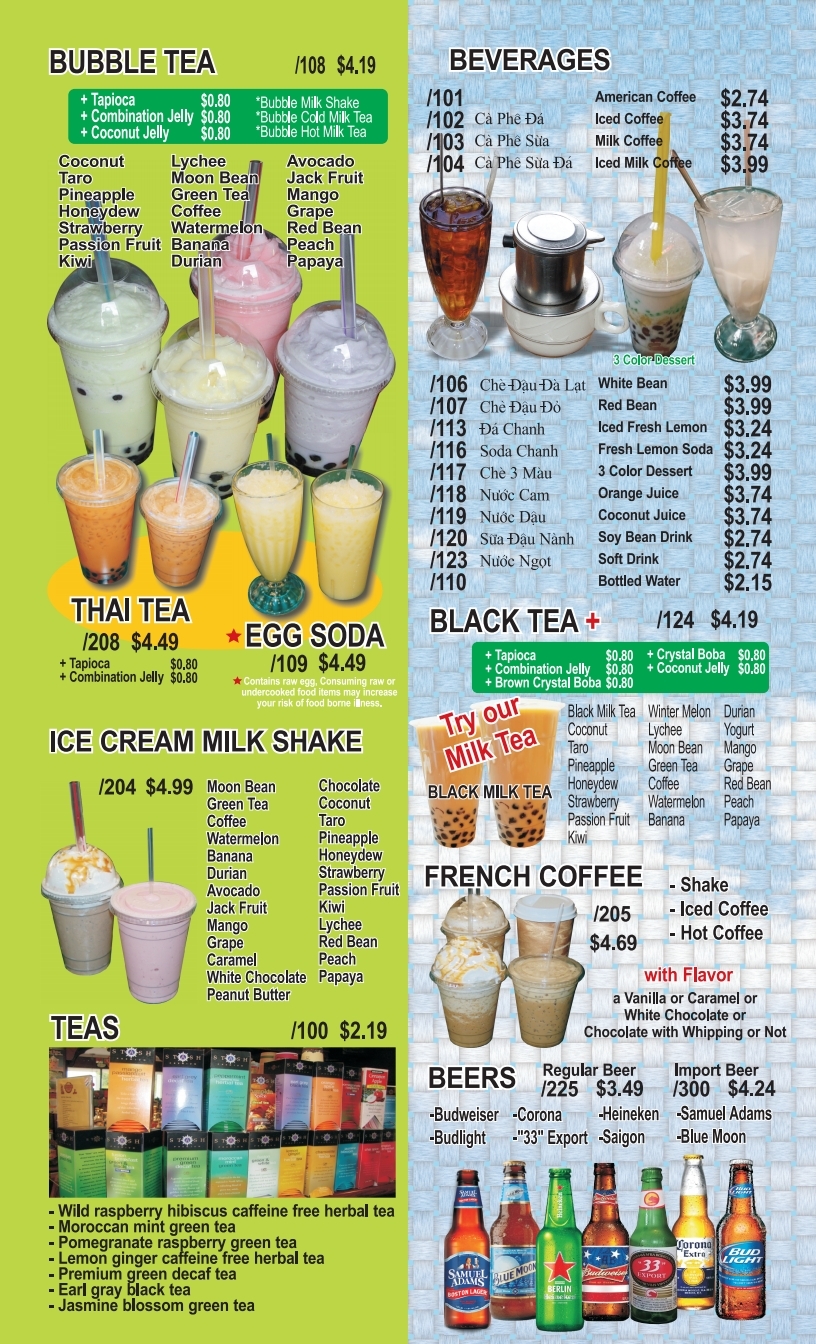 BUBBLE TEA /108 $4.19
+ Tapioca $0.80 *Bubble Milk Shake
+ Combination Jelly $0.80 *Bubble Cold Milk Tea
+ Coconut Jelly $0.80 *Bubble Hot Milk Tea
Coconut Lychee Avocado
Taro Moon Bean Jack Fruit
Pineapple Green Tea Mango
Honeydew Coffee Grape
Strawberry Watermelon Red Bean
Passion Fruit Banana Peach
Kiwi Durian Papaya
THAI TEA
/208 $4.49
+ Tapioca $0.80
+ Combination Jelly $0.80
★EGG SODA
/109 $4.49
★ Contains raw egg, Consuming raw or
undercooked food items may increase
your risk of food borne illness.
ICE CREAM MILK SHAKE
/204 $4.99
Moon Bean Chocolate
Green Tea Coconut
Coffee Taro
Watermelon Pineapple
Banana Honeydew
Durian Strawberry
Avocado Passion Fruit
Jack Fruit Kiwi
Mango Lychee
Grape Red Bean
Caramel Peach
White Chocolate Papaya
Peanut Butter
TEAS /100 $2.19
STASH STASH STASH STASH
- Wild raspberry hibiscus caffeine free herbal tea
- Moroccan mint green tea
- Pomegranate raspberry green tea
- Lemon ginger caffeine free herbal tea
- Premium green decaf tea
- Earl gray black tea
- Jasmine blossom green tea
BEVERAGES
/101 American Coffee $2.74
/102 Cà Phê Đá Iced Coffee $3.74
/103 Cà Phê Sữa Milk Coffee $3.74
/104 Cà Phê Sữa Đá Iced Milk Coffee $3.99
3 Color Dessert
/106 Chè Đậu Đà Lạt White Bean $3.99
/107 Chè Đậu Đỏ Red Bean $3.99
/113 Đá Chanh Iced Fresh Lemon $3.24
/116 Soda Chanh Fresh Lemon Soda $3.24
/117 Chè 3 Màu 3 Color Dessert $3.99
/118 Nước Cam Orange Juice $3.74
/119 Nước Dậu Coconut Juice $3.74
/120 Sữa Đậu Nành Soy Bean Drink $2.74
/123 Nước Ngọt Soft Drink $2.74
/110 Bottled Water $2.15
BLACK TEA + /124 $4.19
+ Tapioca $0.80 + Crystal Boba $0.80
+ Combination Jelly $0.80 + Coconut Jelly $0.80
+ Brown Crystal Boba $0.80
Try our
Milk Tea
BLACK MILK TEA
Black Milk Tea Winter Melon Durian
Coconut Lychee Yogurt
Taro Moon Bean Mango
Pineapple Green Tea Grape
Honeydew Coffee Red Bean
Strawberry Watermelon Peach
Passion Fruit Banana Papaya
Kiwi
FRENCH COFFEE
/205
$4.69
- Shake
- Iced Coffee
- Hot Coffee
with Flavor
a Vanilla or Caramel or
White Chocolate or
Chocolate with Whipping or Not
BEERS
Regular Beer Import Beer
/225 $3.49 /300 $4.24
-Budweiser -Corona -Heineken -Samuel Adams
-Budlight -"33" Export -Saigon -Blue Moon
SAMUEL
ADAMS
BOSTON LAGER
BLUE MOON
Heineken
BERLIN
Budweiser
33
EXPORT
Corona
Extra
BUD
LIGHT